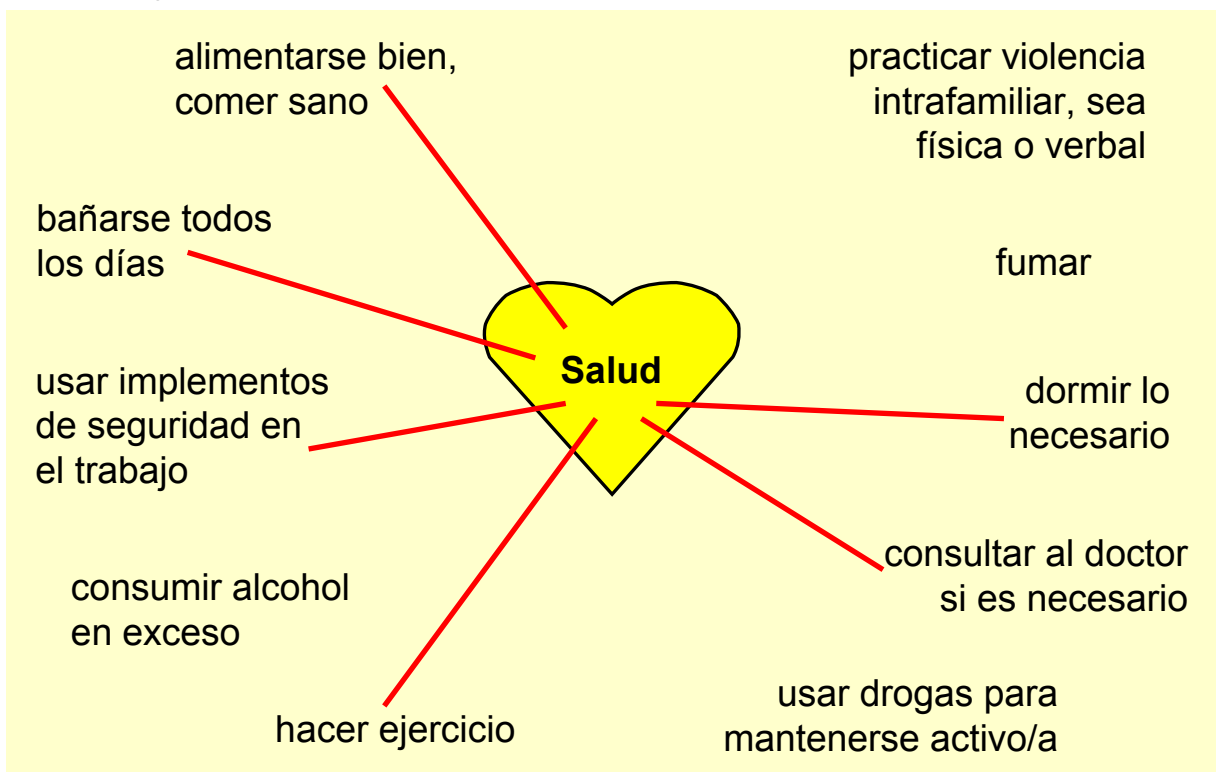 alimentarse bien,
comer sano
practicar violencia
intrafamiliar, sea
física o verbal
bañarse todos
los días
fumar
Salud
usar implementos
de seguridad en
el trabajo
dormir lo
necesario
consultar al doctor
si es necesario
consumir alcohol
en exceso
usar drogas para
mantenerse activo/a
hacer ejercicio